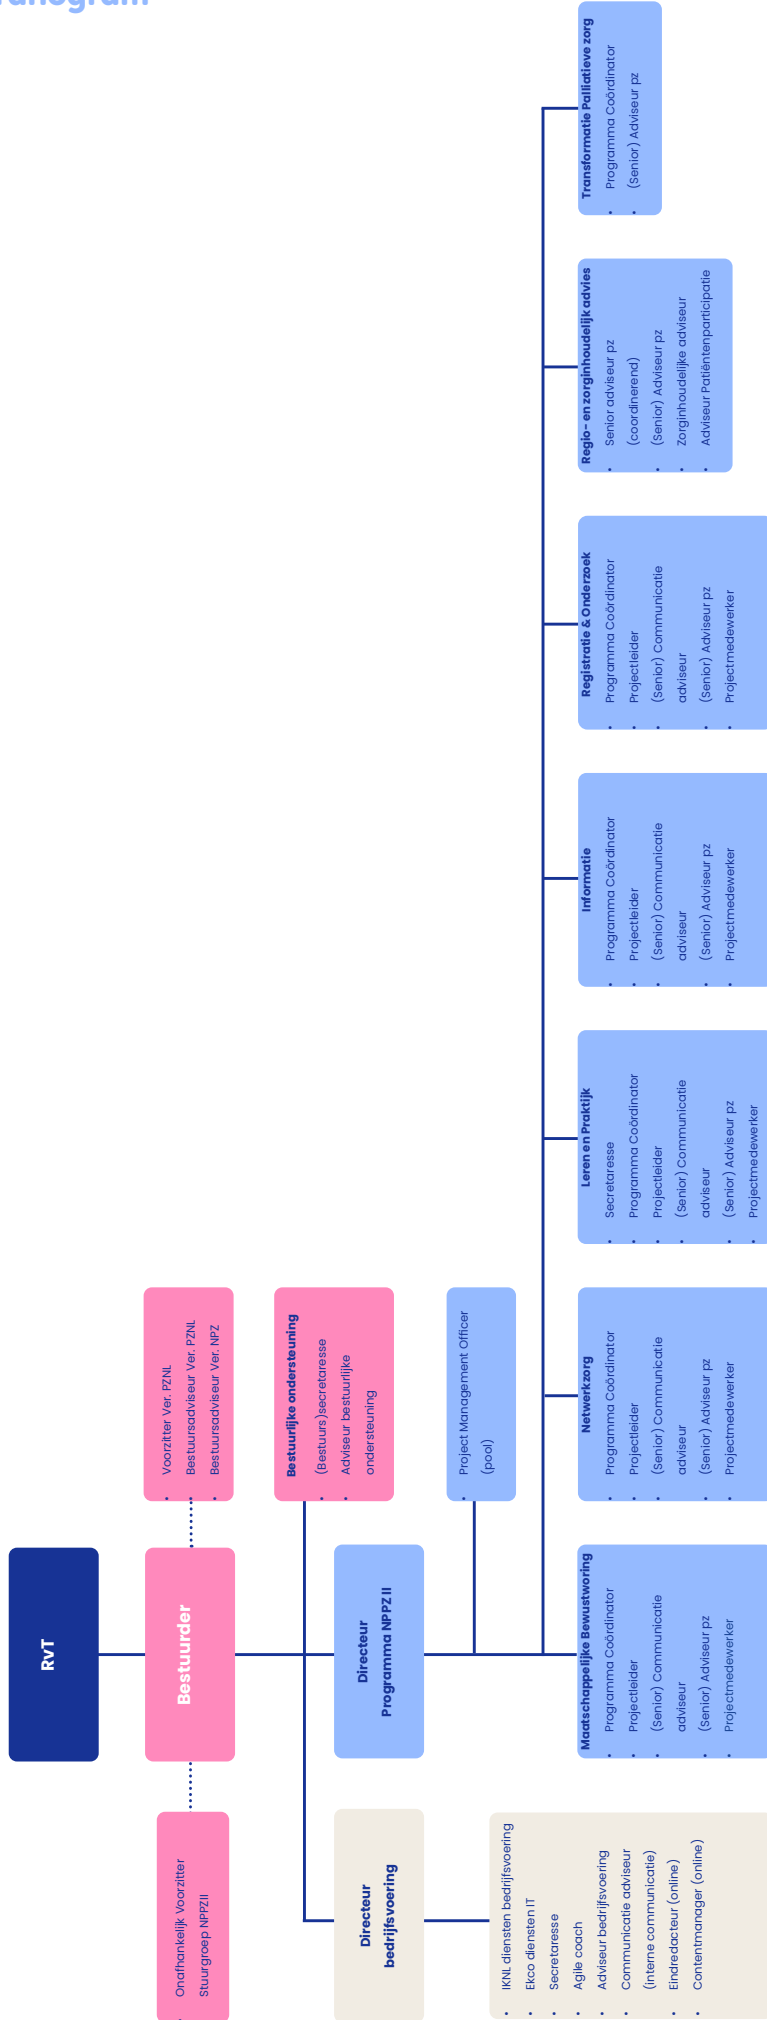 RvT
Onafhankelijk Voorzitter
Stuurgroep NPPZII
Bestuurder
• Voorzitter Ver. PZNL
• Bestuursadviseur Ver. PZNL
• Bestuursadviseur Ver. NPZ
Bestuurlijke ondersteuning
• (Bestuurs)secretaresse
• Adviseur bestuurlijke
ondersteuning
Directeur
bedrijfsvoering
Directeur
Programma NPPZ II
• Project Management Officer
(pool)
• IKNL diensten bedrijfsvoering
• Ekco diensten IT
• Secretaresse
• Agile coach
• Adviseur bedrijfsvoering
• Communicatie adviseur
(interne communicatie)
• Eindredacteur (online)
• Contentmanager (online)
Maatschappelijke Bewustworing
• Programma Coördinator
• Projectleider
• (Senior) Communicatie
adviseur
• (Senior) Adviseur pz
• Projectmedewerker
Netwerkzorg
• Programma Coördinator
• Projectleider
• (Senior) Communicatie
adviseur
• (Senior) Adviseur pz
• Projectmedewerker
Leren en Praktijk
• Secretaresse
• Programma Coördinator
• Projectleider
• (Senior) Communicatie
adviseur
• (Senior) Adviseur pz
• Projectmedewerker
Informatie
• Programma Coördinator
• Projectleider
• (Senior) Communicatie
adviseur
• (Senior) Adviseur pz
• Projectmedewerker
Registratie & Onderzoek
• Programma Coördinator
• Projectleider
• (Senior) Communicatie
adviseur
• (Senior) Adviseur pz
• Projectmedewerker
Regio- en zorginhoudelijk advies
• Senior adviseur pz
(coordinerend)
• (Senior) Adviseur pz
• Zorginhoudelijke adviseur
• Adviseur Patiëntenparticipatie
Transformatie Palliatieve zorg
• Programma Coördinator
• (Senior) Adviseur pz